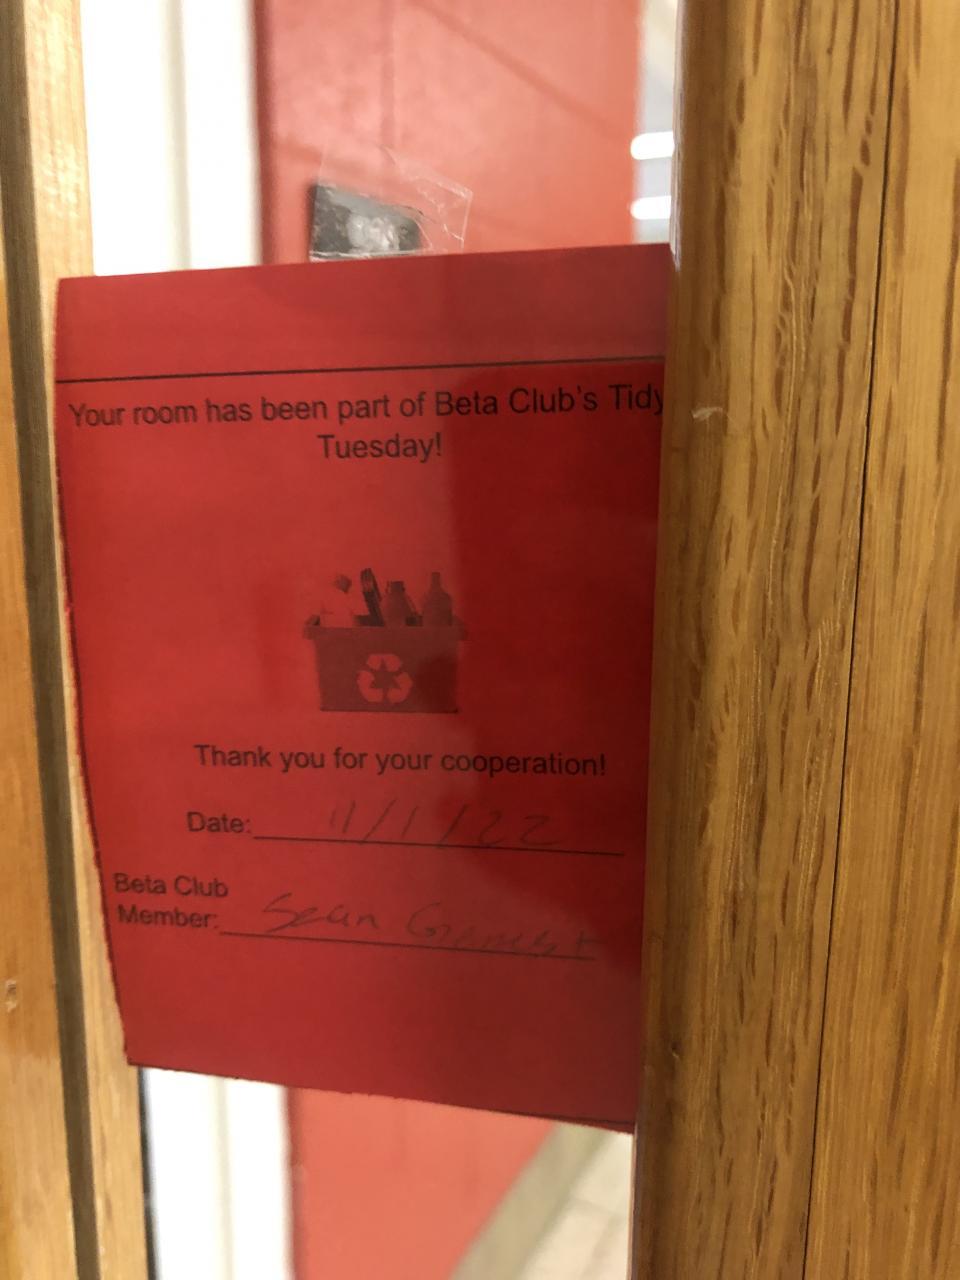 Your room has been part of Beta Club's Tidy
Tuesday!
Thank you for your cooperation!
Date: 11/1/22
Beta Club
Member: Sean